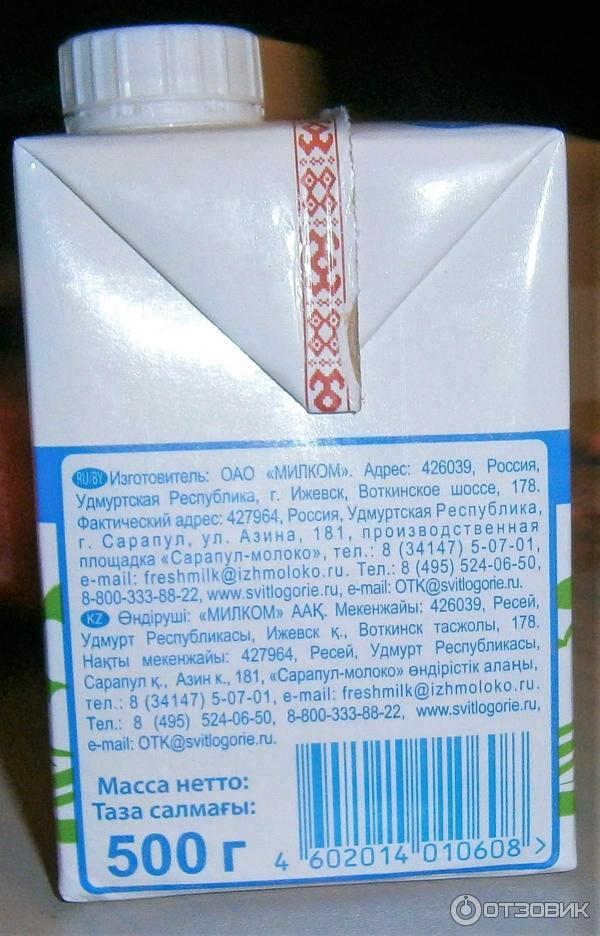 RU/BY Изготовитель: ОАО «МИЛКОМ». Адрес: 426039, Россия,
Удмуртская Республика, г. Ижевск, Воткинское шоссе, 178.
Фактический адрес: 427964, Россия, Удмуртская Республика,
г. Сарапул, ул. Азина, 181, производственная
площадка «Сарапул-молоко», тел.: 8 (34147) 5-07-01,
e-mail: freshmilk@izhmoloko.ru. Тел.: 8 (495) 524-06-50,
8-800-333-88-22, www.svitlogorie.ru, e-mail: OTK@svitlogorie.ru.
KZ Өндіруші: «МИЛКОМ» ААҚ. Мекенжайы: 426039, Ресей,
Удмурт Республикасы, Ижевск қ., Воткинск тасжолы, 178.
Нақты мекенжайы: 427964, Ресей, Удмурт Республикасы,
Сарапул қ., Азин к., 181, «Сарапул-молоко» өндірістік алаңы,
тел.: 8 (34147) 5-07-01, e-mail: freshmilk@izhmoloko.ru,
Тел.: 8 (495) 524-06-50, 8-800-333-88-22, www.svitlogorie.ru,
e-mail: OTK@svitlogorie.ru.
Масса нетто:
Таза салмағы:
500 г
4 602014 010608 >
ОТЗОВИК